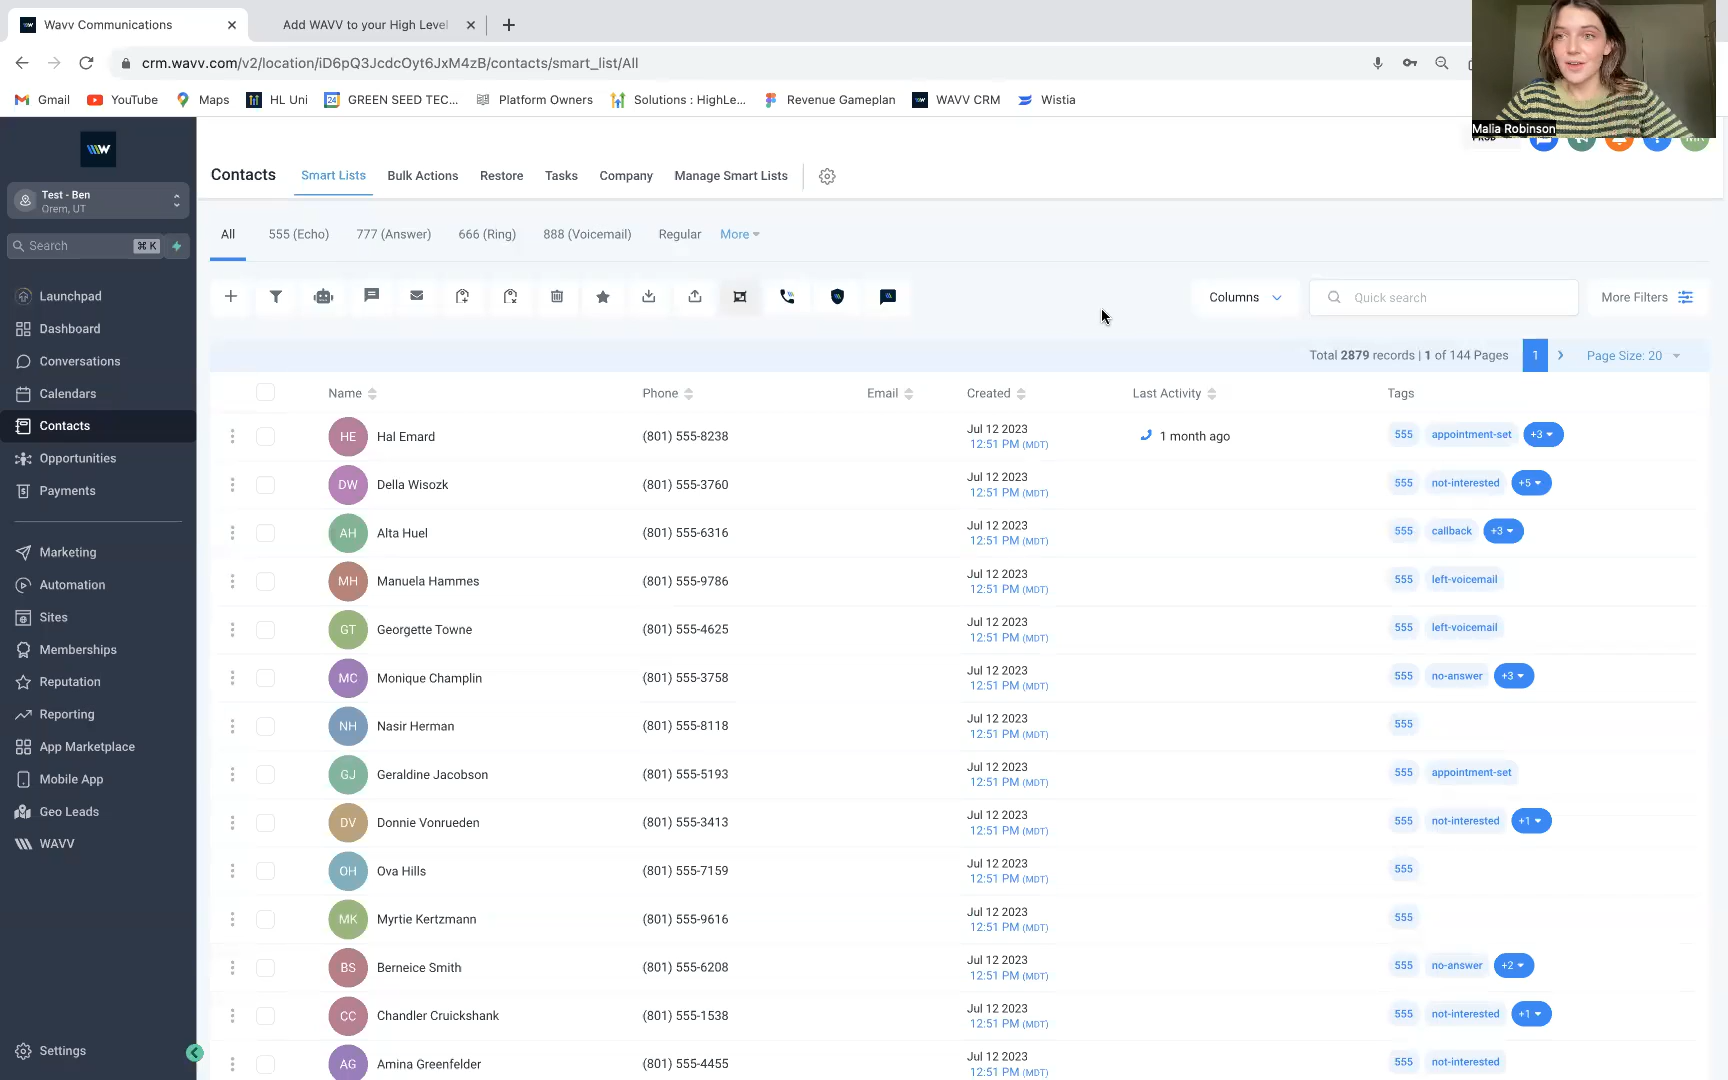 Wavv Communications
Add WAVV to your High Level
crm.wavv.com/v2/location/iD6pQ3JcdcOyt6JxM4zB/contacts/smart_list/All
Gmail
YouTube
Maps
HL Uni
GREEN SEED TEC...
Platform Owners
Solutions : HighLe...
Revenue Gameplan
WAVV CRM
Wistia
Malia Robinson
Test - Ben
Orem, UT
Search
⌘ K
Launchpad
Dashboard
Conversations
Calendars
Contacts
Opportunities
Payments
Marketing
Automation
Sites
Memberships
Reputation
Reporting
App Marketplace
Mobile App
Geo Leads
WAVV
Settings
Contacts
Smart Lists
Bulk Actions
Restore
Tasks
Company
Manage Smart Lists
All
555 (Echo)
777 (Answer)
666 (Ring)
888 (Voicemail)
Regular
More
Columns
Quick search
More Filters
Total 2879 records | 1 of 144 Pages
1
Page Size: 20
Name
Phone
Email
Created
Last Activity
Tags
HE
Hal Emard
(801) 555-8238
Jul 12 2023
12:51 PM (MDT)
1 month ago
555
appointment-set
+3
DW
Della Wisozk
(801) 555-3760
Jul 12 2023
12:51 PM (MDT)
555
not-interested
+5
AH
Alta Huel
(801) 555-6316
Jul 12 2023
12:51 PM (MDT)
555
callback
+3
MH
Manuela Hammes
(801) 555-9786
Jul 12 2023
12:51 PM (MDT)
555
left-voicemail
GT
Georgette Towne
(801) 555-4625
Jul 12 2023
12:51 PM (MDT)
555
left-voicemail
MC
Monique Champlin
(801) 555-3758
Jul 12 2023
12:51 PM (MDT)
555
no-answer
+3
NH
Nasir Herman
(801) 555-8118
Jul 12 2023
12:51 PM (MDT)
555
GJ
Geraldine Jacobson
(801) 555-5193
Jul 12 2023
12:51 PM (MDT)
555
appointment-set
DV
Donnie Vonrueden
(801) 555-3413
Jul 12 2023
12:51 PM (MDT)
555
not-interested
+1
OH
Ova Hills
(801) 555-7159
Jul 12 2023
12:51 PM (MDT)
555
MK
Myrtie Kertzmann
(801) 555-9616
Jul 12 2023
12:51 PM (MDT)
555
BS
Berneice Smith
(801) 555-6208
Jul 12 2023
12:51 PM (MDT)
555
no-answer
+2
CC
Chandler Cruickshank
(801) 555-1538
Jul 12 2023
12:51 PM (MDT)
555
not-interested
+1
AG
Amina Greenfelder
(801) 555-4455
Jul 12 2023
12:51 PM (MDT)
555
not-interested